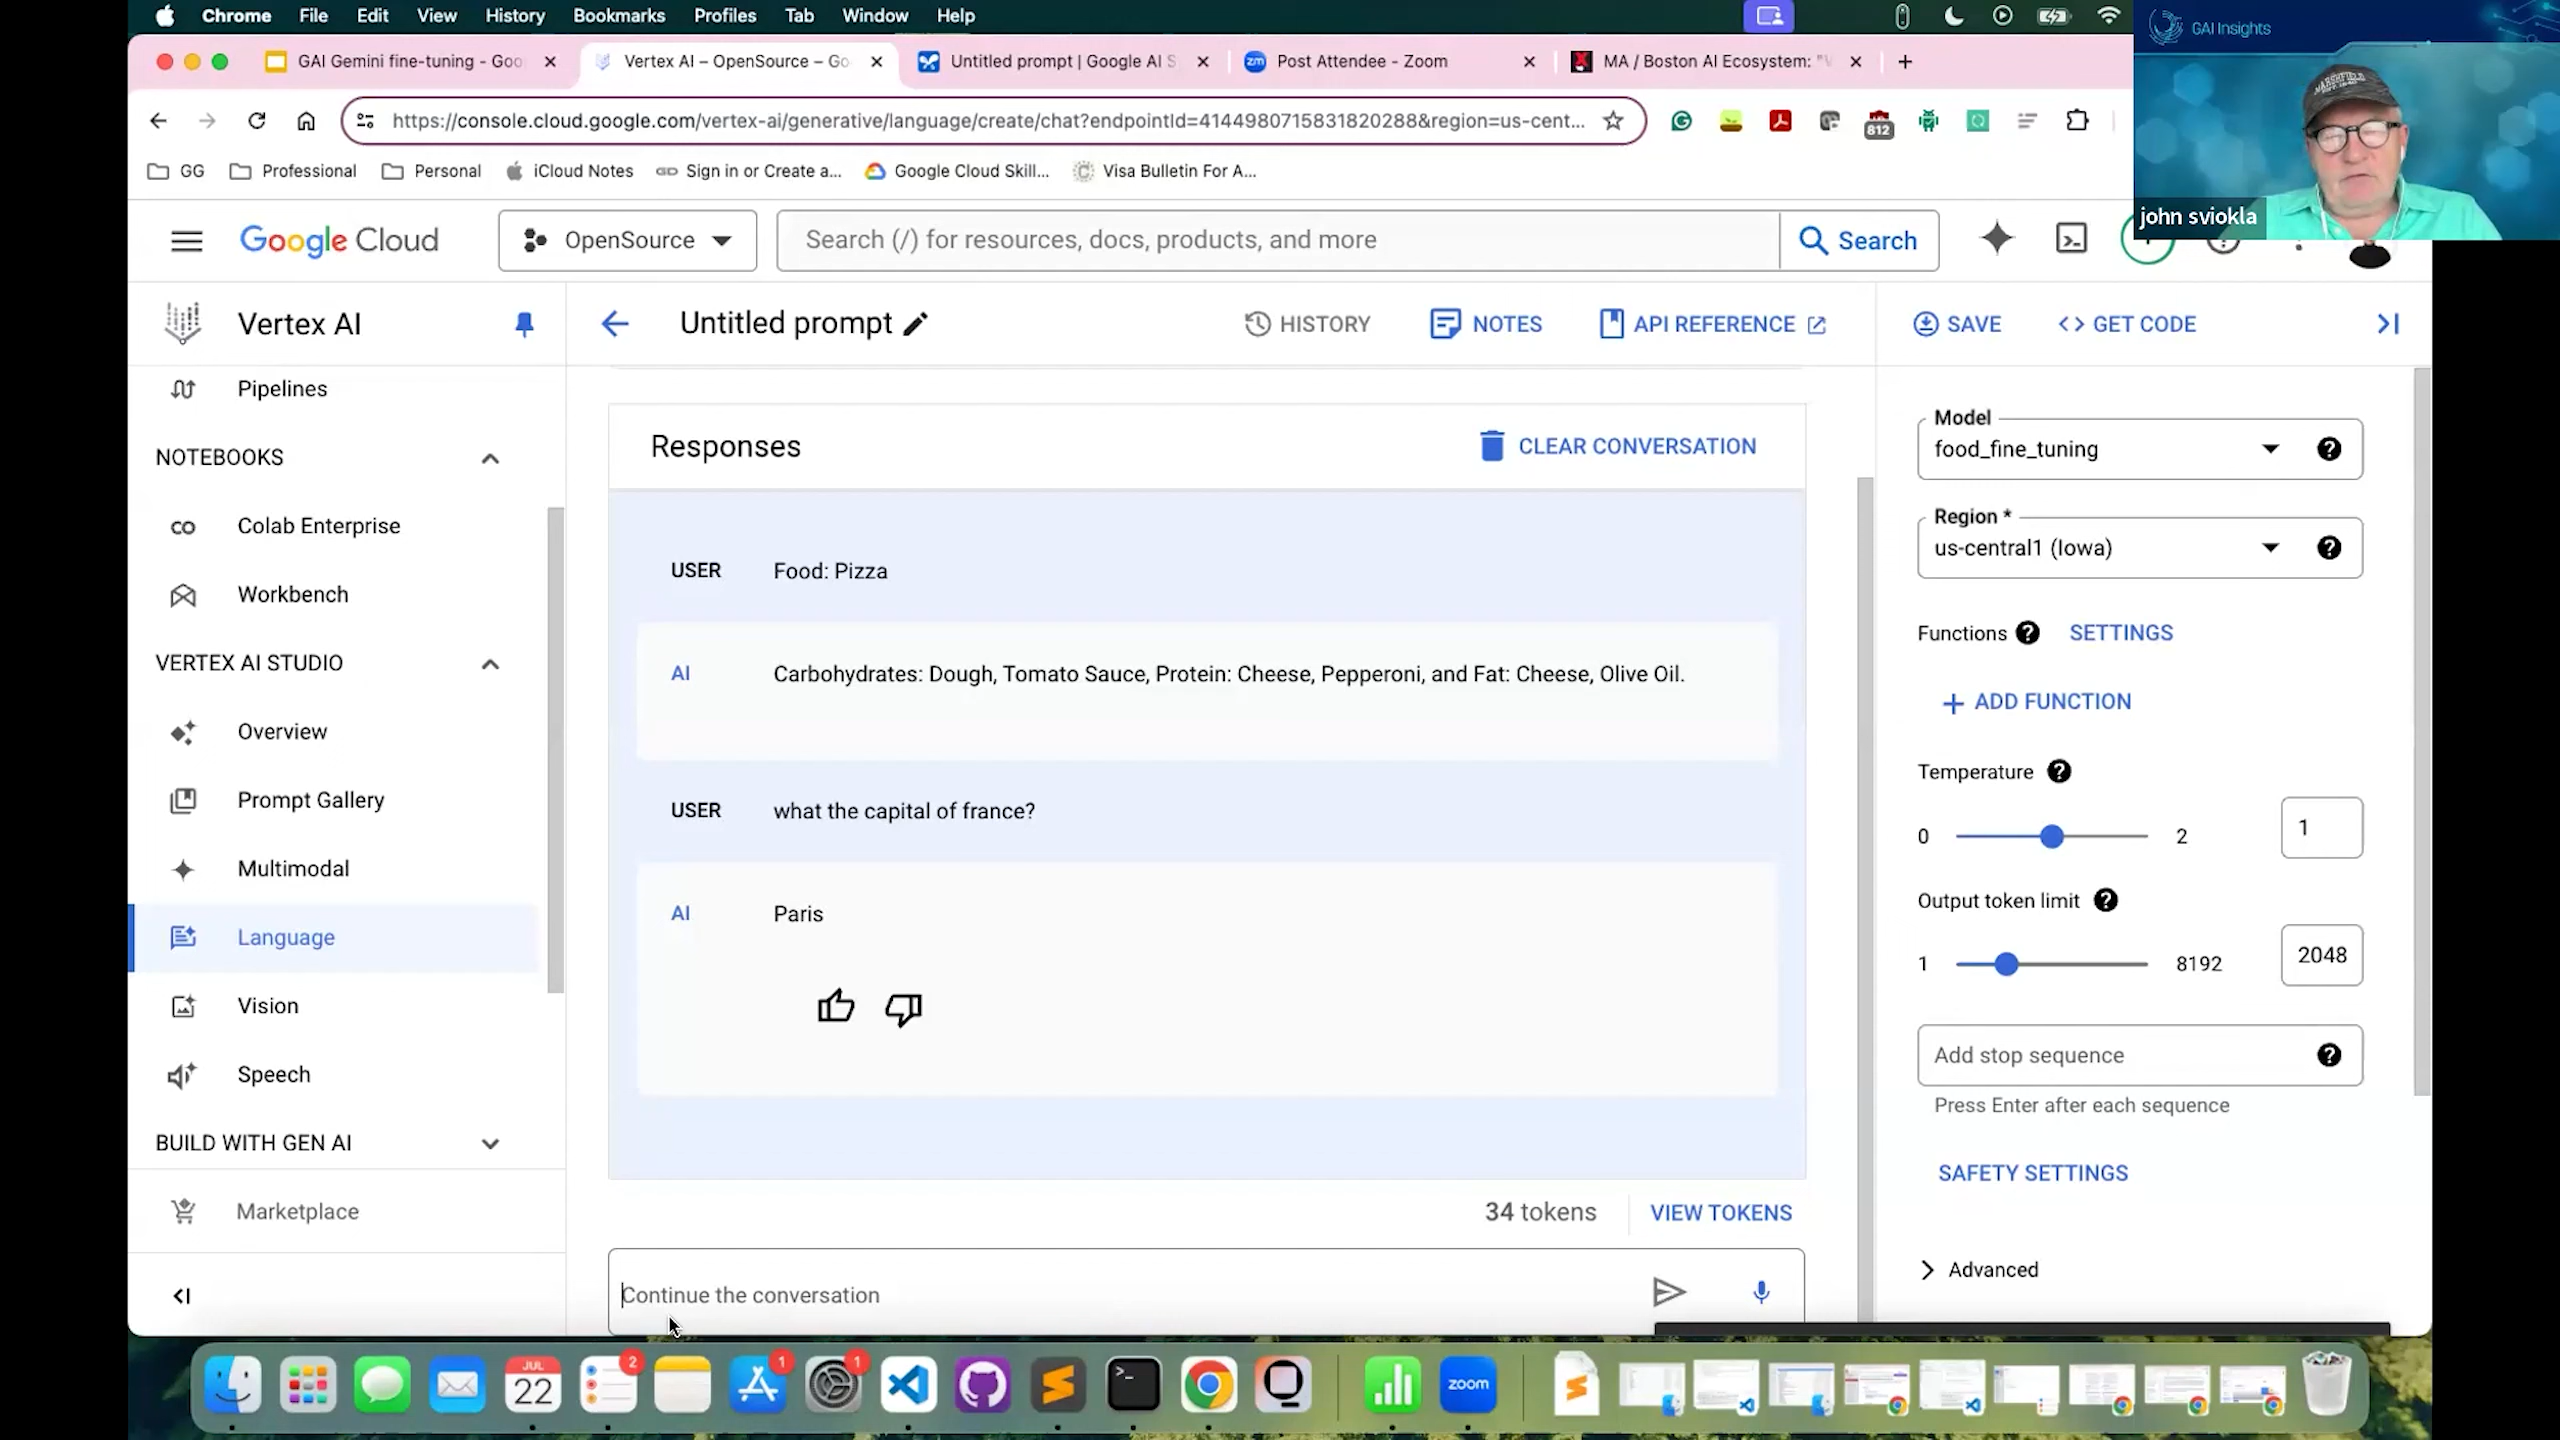 Chrome File Edit View History Bookmarks Profiles Tab Window Help
GAI Insights
GAI Gemini fine-tuning - Goo
Vertex AI – OpenSource – Go
Untitled prompt | Google AI S
zm Post Attendee - Zoom
MA / Boston AI Ecosystem: "V
https://console.cloud.google.com/vertex-ai/generative/language/create/chat?endpointId=4144980715831820288&region=us-cent...
812
GG Professional Personal iCloud Notes Sign in or Create a... Google Cloud Skill... Visa Bulletin For A...
MARSHFIELD
john sviokla
Google Cloud
OpenSource
Search (/) for resources, docs, products, and more
Search
Vertex AI
Untitled prompt
HISTORY
NOTES
API REFERENCE
SAVE
GET CODE
Pipelines
NOTEBOOKS
Colab Enterprise
Workbench
VERTEX AI STUDIO
Overview
Prompt Gallery
Multimodal
Language
Vision
Speech
BUILD WITH GEN AI
Marketplace
Responses
CLEAR CONVERSATION
USER Food: Pizza
AI Carbohydrates: Dough, Tomato Sauce, Protein: Cheese, Pepperoni, and Fat: Cheese, Olive Oil.
USER what the capital of france?
AI Paris
34 tokens
VIEW TOKENS
Continue the conversation
Model
food_fine_tuning
Region *
us-central1 (Iowa)
Functions
SETTINGS
ADD FUNCTION
Temperature
0 2 1
Output token limit
1 8192 2048
Add stop sequence
Press Enter after each sequence
SAFETY SETTINGS
Advanced
JUL
22
2
1
1
zoom